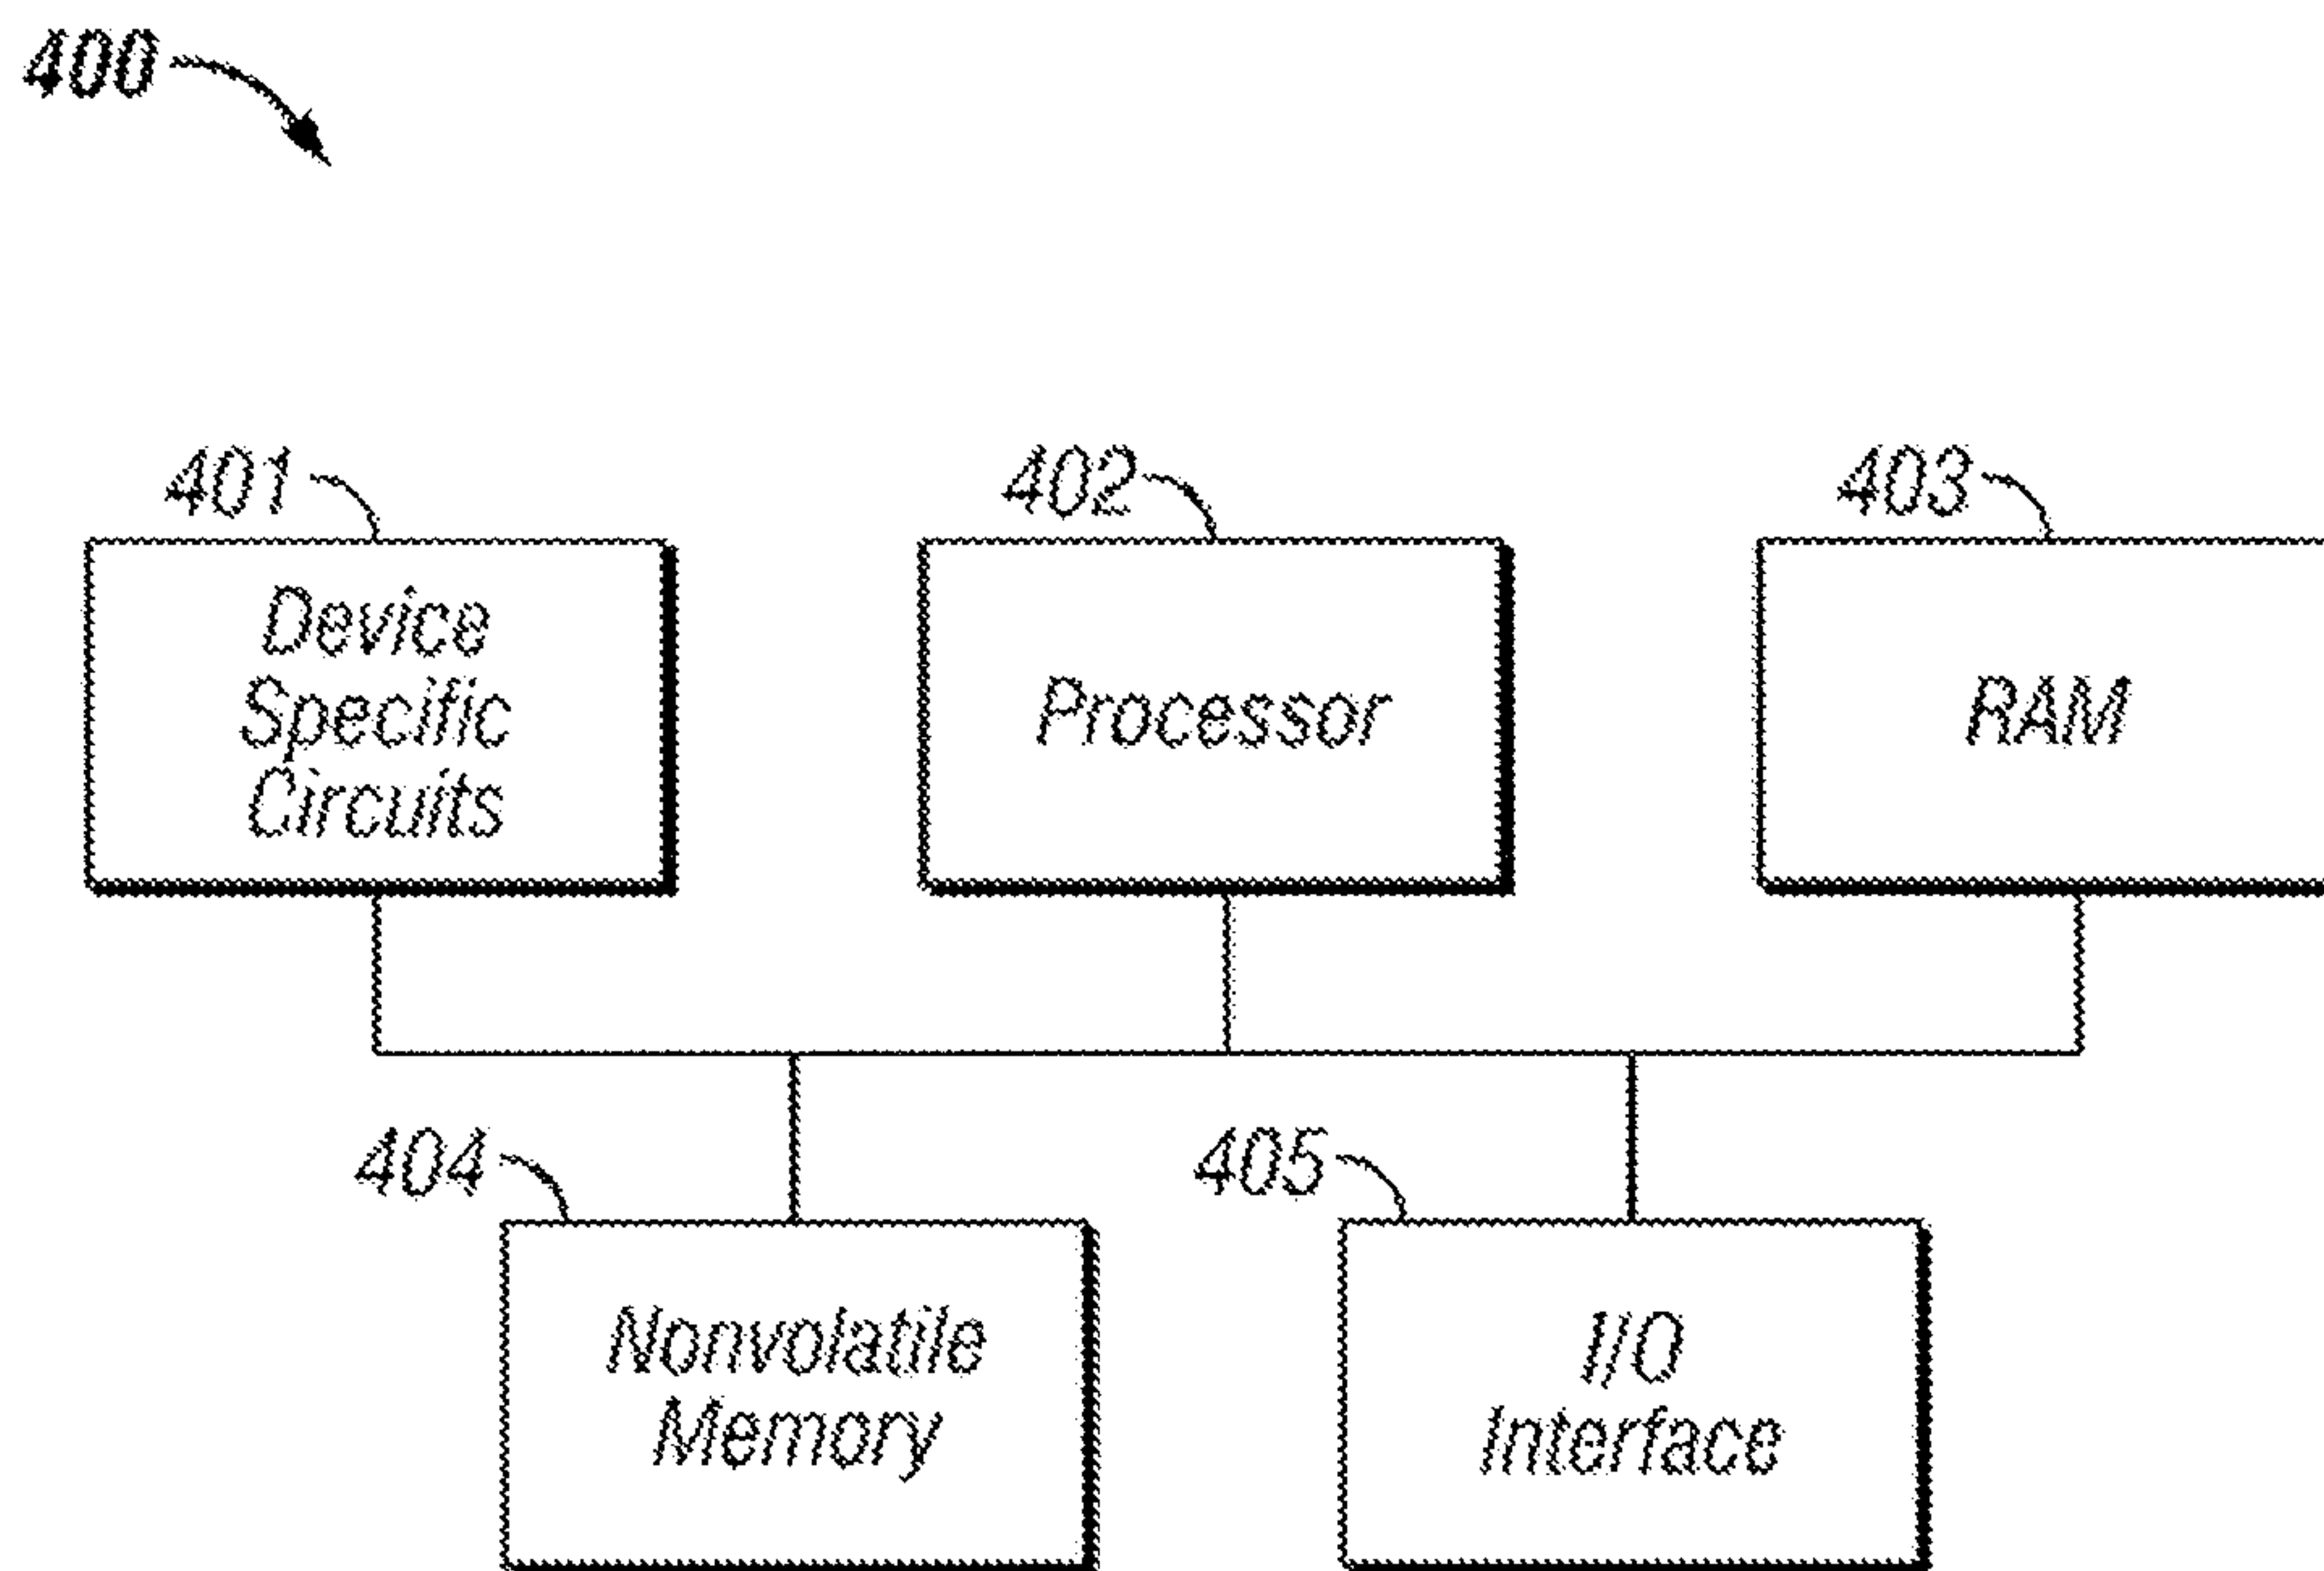 400
401
402
403
Device
Specific
Circuits
Processor
RAM
404
405
Nonvolatile
Memory
I/O
Interface